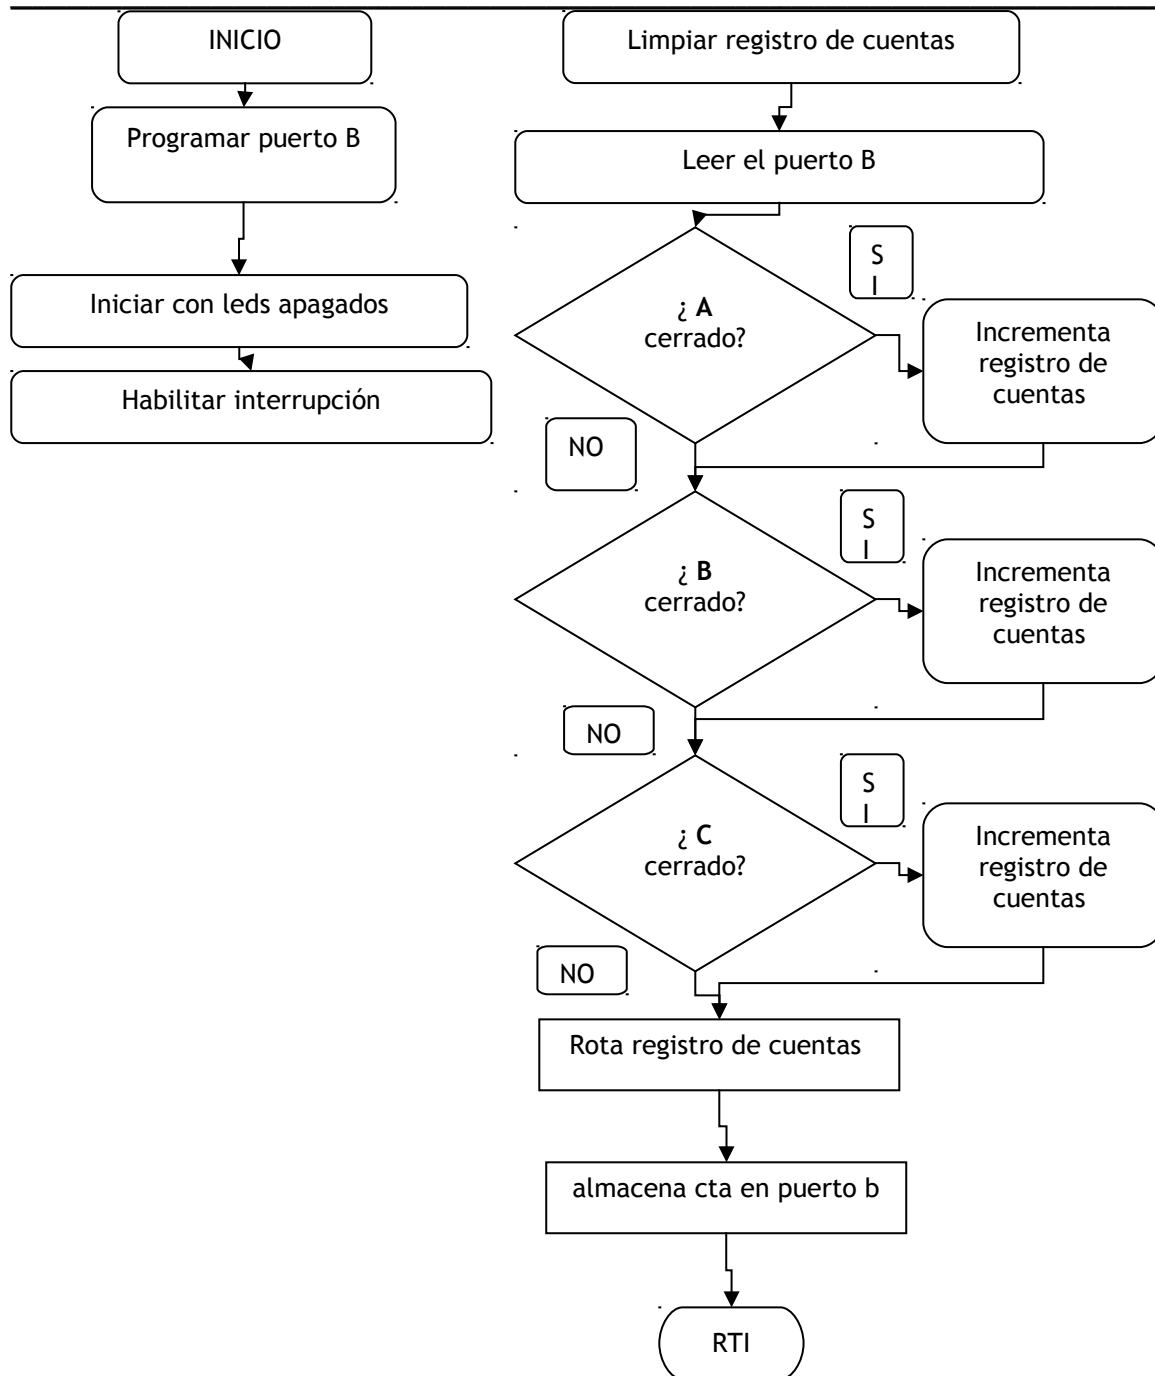 INICIO
Programar puerto B
Iniciar con leds apagados
Habilitar interrupción
Limpiar registro de cuentas
Leer el puerto B
¿ A
cerrado?
S
I
Incrementa
registro de
cuentas
NO
¿ B
cerrado?
S
I
Incrementa
registro de
cuentas
NO
¿ C
cerrado?
S
I
Incrementa
registro de
cuentas
NO
Rota registro de cuentas
almacena cta en puerto b
RTI